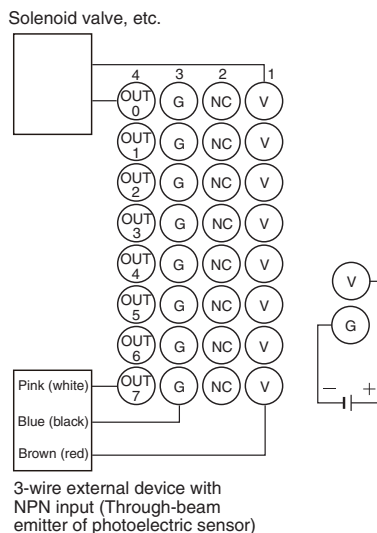 Solenoid valve, etc.
4 3 2 1
OUT 0 G NC V
OUT 1 G NC V
OUT 2 G NC V
OUT 3 G NC V
OUT 4 G NC V
OUT 5 G NC V
OUT 6 G NC V
OUT 7 G NC V
V
G
− +
Pink (white)
Blue (black)
Brown (red)
3-wire external device with
NPN input (Through-beam
emitter of photoelectric sensor)